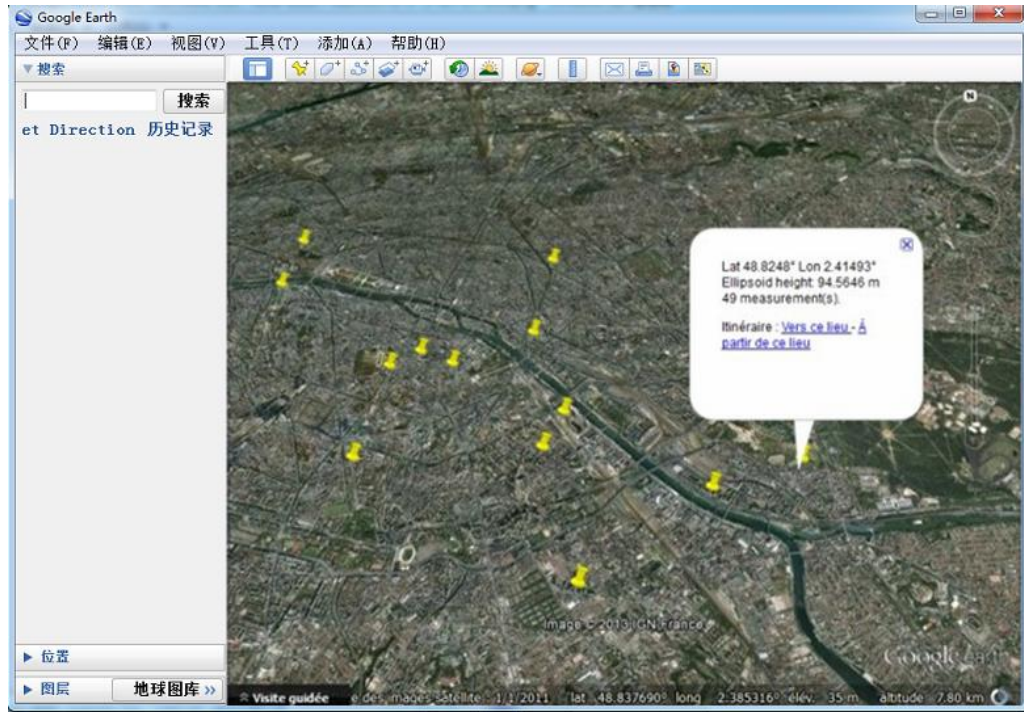 Google Earth
文件(F) 编辑(E) 视图(V) 工具(T) 添加(A) 帮助(H)
▼搜索
搜索
et Direction 历史记录
N
Lat 48.8248° Lon 2.41493°
Ellipsoid height: 94.5646 m
49 measurement(s).
Itinéraire : Vers ce lieu - À
partir de ce lieu
Image © 2013 IGN France
Google earth
▶ 位置
▶ 图层 地球图库 »
Visite guidée e des images satellite : 1/1/2011 lat 48.837690° long 2.385316° élév. 35 m altitude 7.80 km